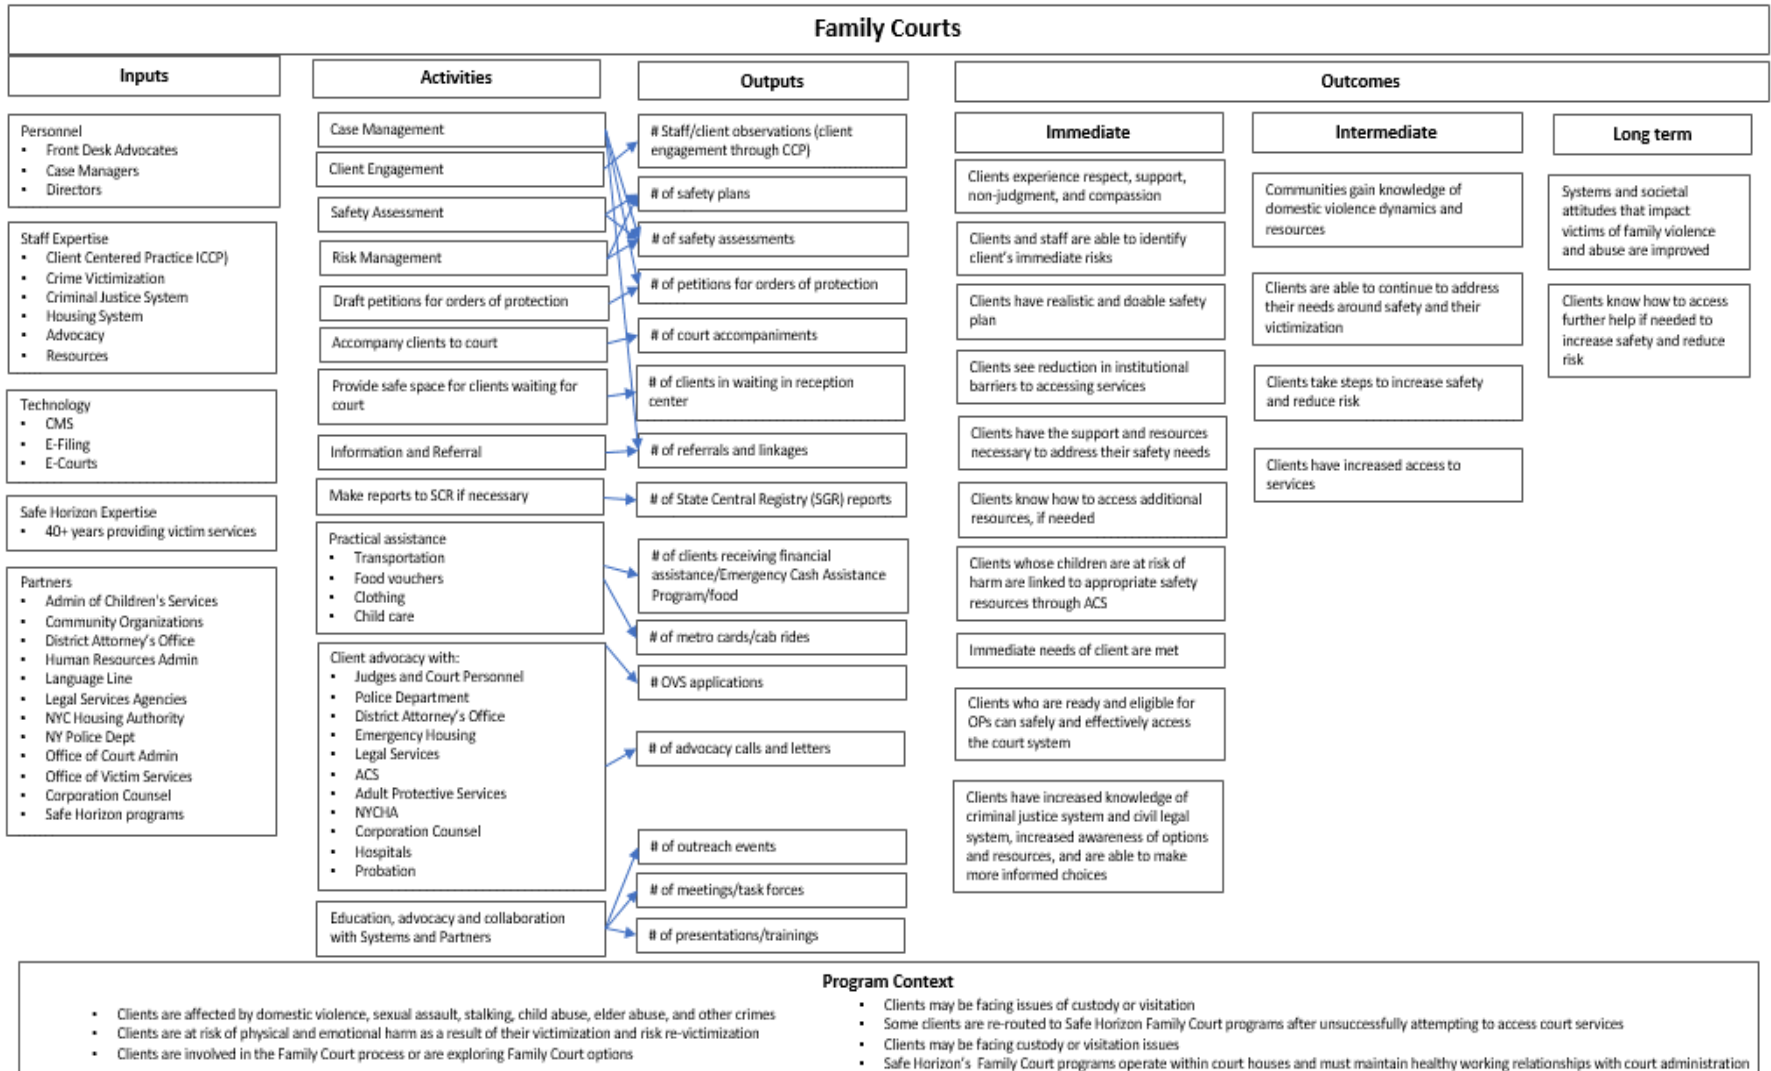 Family Courts
Inputs
Personnel
▪ Front Desk Advocates
▪ Case Managers
▪ Directors
Staff Expertise
▪ Client Centered Practice ICCP)
▪ Crime Victimization
▪ Criminal Justice System
▪ Housing System
▪ Advocacy
▪ Resources
Technology
▪ CMS
▪ E-Filing
▪ E-Courts
Safe Horizon Expertise
▪ 40+ years providing victim services
Partners
▪ Admin of Children's Services
▪ Community Organizations
▪ District Attorney's Office
▪ Human Resources Admin
▪ Language Line
▪ Legal Services Agencies
▪ NYC Housing Authority
▪ NY Police Dept
▪ Office of Court Admin
▪ Office of Victim Services
▪ Corporation Counsel
▪ Safe Horizon programs
Activities
Case Management
Client Engagement
Safety Assessment
Risk Management
Draft petitions for orders of protection
Accompany clients to court
Provide safe space for clients waiting for
court
Information and Referral
Make reports to SCR if necessary
Practical assistance
▪ Transportation
▪ Food vouchers
▪ Clothing
▪ Child care
Client advocacy with:
▪ Judges and Court Personnel
▪ Police Department
▪ District Attorney's Office
▪ Emergency Housing
▪ Legal Services
▪ ACS
▪ Adult Protective Services
▪ NYCHA
▪ Corporation Counsel
▪ Hospitals
▪ Probation
Education, advocacy and collaboration
with Systems and Partners
Outputs
# Staff/client observations (client
engagement through CCP)
# of safety plans
# of safety assessments
# of petitions for orders of protection
# of court accompaniments
# of clients in waiting in reception
center
# of referrals and linkages
# of State Central Registry (SGR) reports
# of clients receiving financial
assistance/Emergency Cash Assistance
Program/food
# of metro cards/cab rides
# OVS applications
# of advocacy calls and letters
# of outreach events
# of meetings/task forces
# of presentations/trainings
Outcomes
Immediate
Clients experience respect, support,
non-judgment, and compassion
Clients and staff are able to identify
client's immediate risks
Clients have realistic and doable safety
plan
Clients see reduction in institutional
barriers to accessing services
Clients have the support and resources
necessary to address their safety needs
Clients know how to access additional
resources, if needed
Clients whose children are at risk of
harm are linked to appropriate safety
resources through ACS
Immediate needs of client are met
Clients who are ready and eligible for
OPs can safely and effectively access
the court system
Clients have increased knowledge of
criminal justice system and civil legal
system, increased awareness of options
and resources, and are able to make
more informed choices
Intermediate
Communities gain knowledge of
domestic violence dynamics and
resources
Clients are able to continue to address
their needs around safety and their
victimization
Clients take steps to increase safety
and reduce risk
Clients have increased access to
services
Long term
Systems and societal
attitudes that impact
victims of family violence
and abuse are improved
Clients know how to access
further help if needed to
increase safety and reduce
risk
Program Context
▪ Clients are affected by domestic violence, sexual assault, stalking, child abuse, elder abuse, and other crimes
▪ Clients are at risk of physical and emotional harm as a result of their victimization and risk re-victimization
▪ Clients are involved in the Family Court process or are exploring Family Court options
▪ Clients may be facing issues of custody or visitation
▪ Some clients are re-routed to Safe Horizon Family Court programs after unsuccessfully attempting to access court services
▪ Clients may be facing custody or visitation issues
▪ Safe Horizon's Family Court programs operate within court houses and must maintain healthy working relationships with court administration